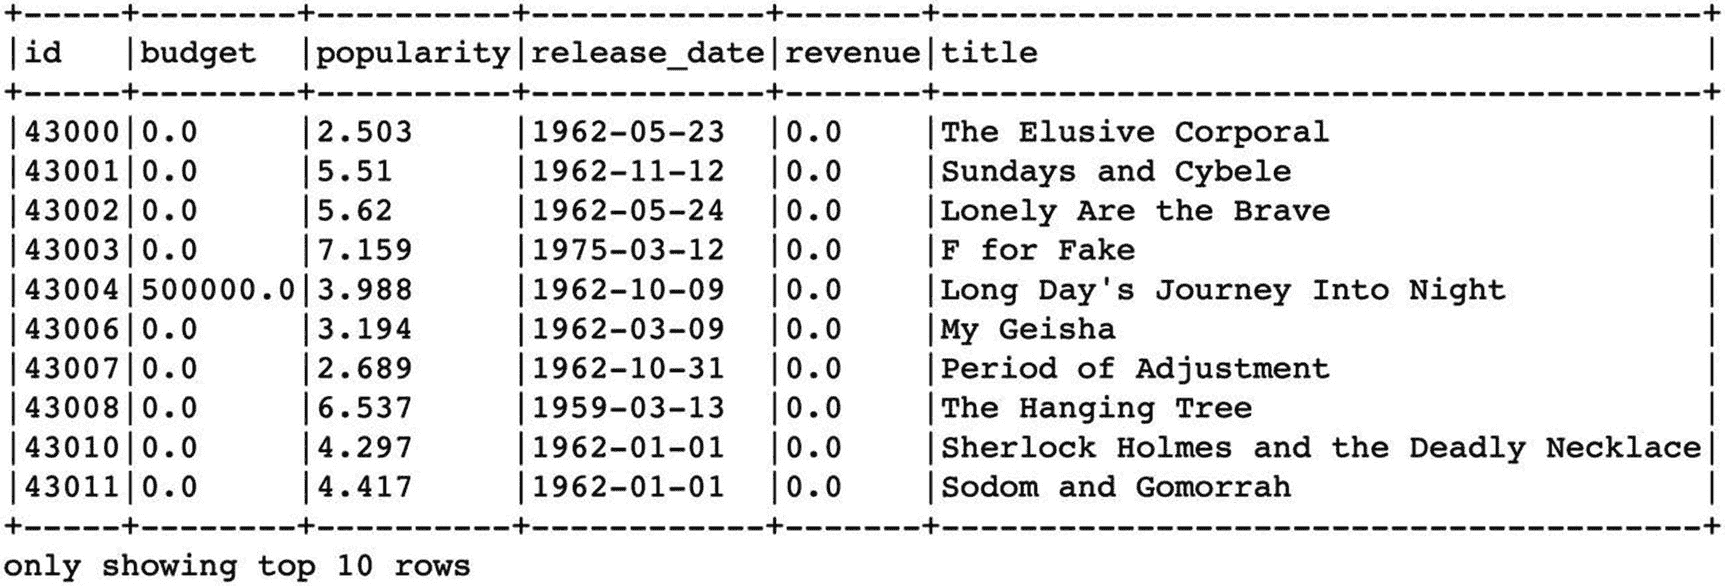 +-----+--------+----------+------------+-------+---------------------------------------+
|id   |budget  |popularity|release_date|revenue|title                                  |
+-----+--------+----------+------------+-------+---------------------------------------+
|43000|0.0     |2.503     |1962-05-23  |0.0    |The Elusive Corporal                   |
|43001|0.0     |5.51      |1962-11-12  |0.0    |Sundays and Cybele                     |
|43002|0.0     |5.62      |1962-05-24  |0.0    |Lonely Are the Brave                   |
|43003|0.0     |7.159     |1975-03-12  |0.0    |F for Fake                             |
|43004|500000.0|3.988     |1962-10-09  |0.0    |Long Day's Journey Into Night          |
|43006|0.0     |3.194     |1962-03-09  |0.0    |My Geisha                              |
|43007|0.0     |2.689     |1962-10-31  |0.0    |Period of Adjustment                   |
|43008|0.0     |6.537     |1959-03-13  |0.0    |The Hanging Tree                       |
|43010|0.0     |4.297     |1962-01-01  |0.0    |Sherlock Holmes and the Deadly Necklace|
|43011|0.0     |4.417     |1962-01-01  |0.0    |Sodom and Gomorrah                     |
+-----+--------+----------+------------+-------+---------------------------------------+
only showing top 10 rows